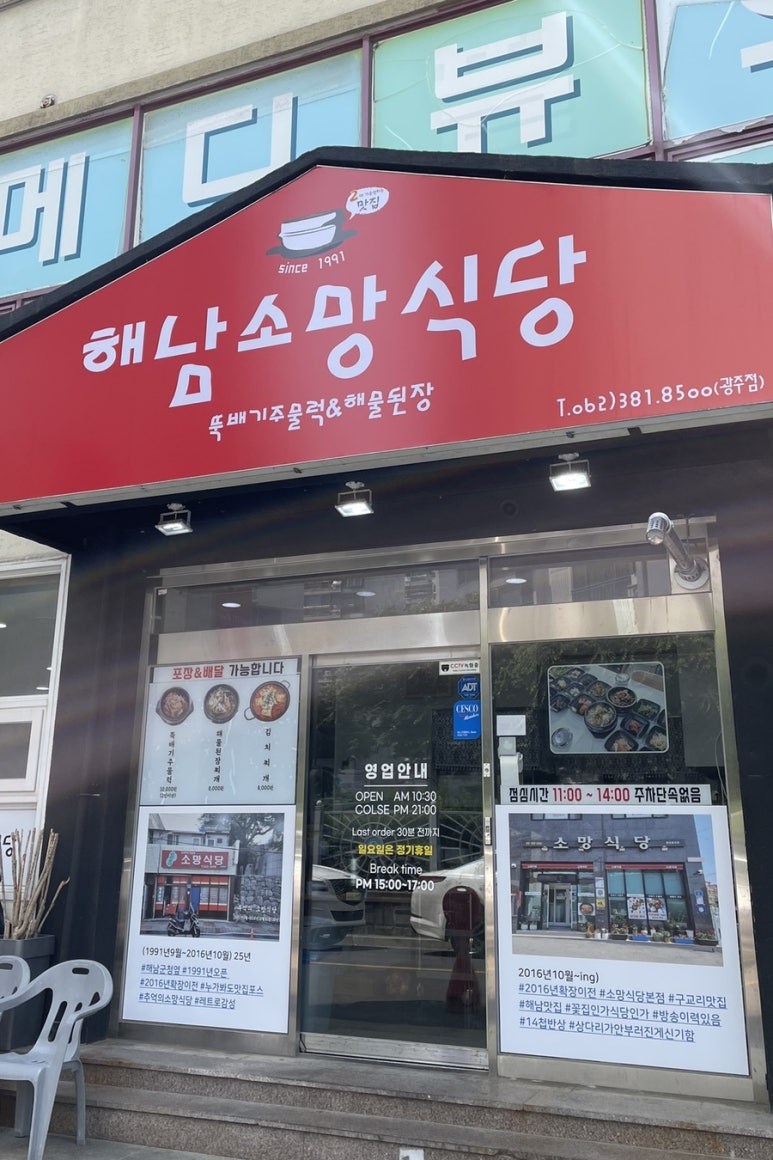 메디뷰
맛집
since 1991
해남소망식당
뚝배기주물럭&해물된장
T.062)381.8500(광주점)
CCTV 녹화중
ADT
CESCO
포장&배달 가능합니다
뚝배기주물럭
해물된장찌개
김치찌개
영업안내
OPEN AM 10:30
COLSE PM 21:00
Last order 30분 전까지
일요일은 정기휴일
Break time
PM 15:00~17:00
점심시간 11:00 ~ 14:00 주차단속없음
소망식당
(1991년9월~2016년10월) 25년
#해남군청앞 #1991년오픈
#2016년확장이전 #누가봐도맛집포스
#추억의소망식당 #레트로감성
소망식당
2016년10월~ing)
#2016년확장이전 #소망식당본점 #구교리맛집
#해남맛집 #꽃집인가식당인가 #방송이력있음
#14첩반상 #상다리가안부러진게신기함